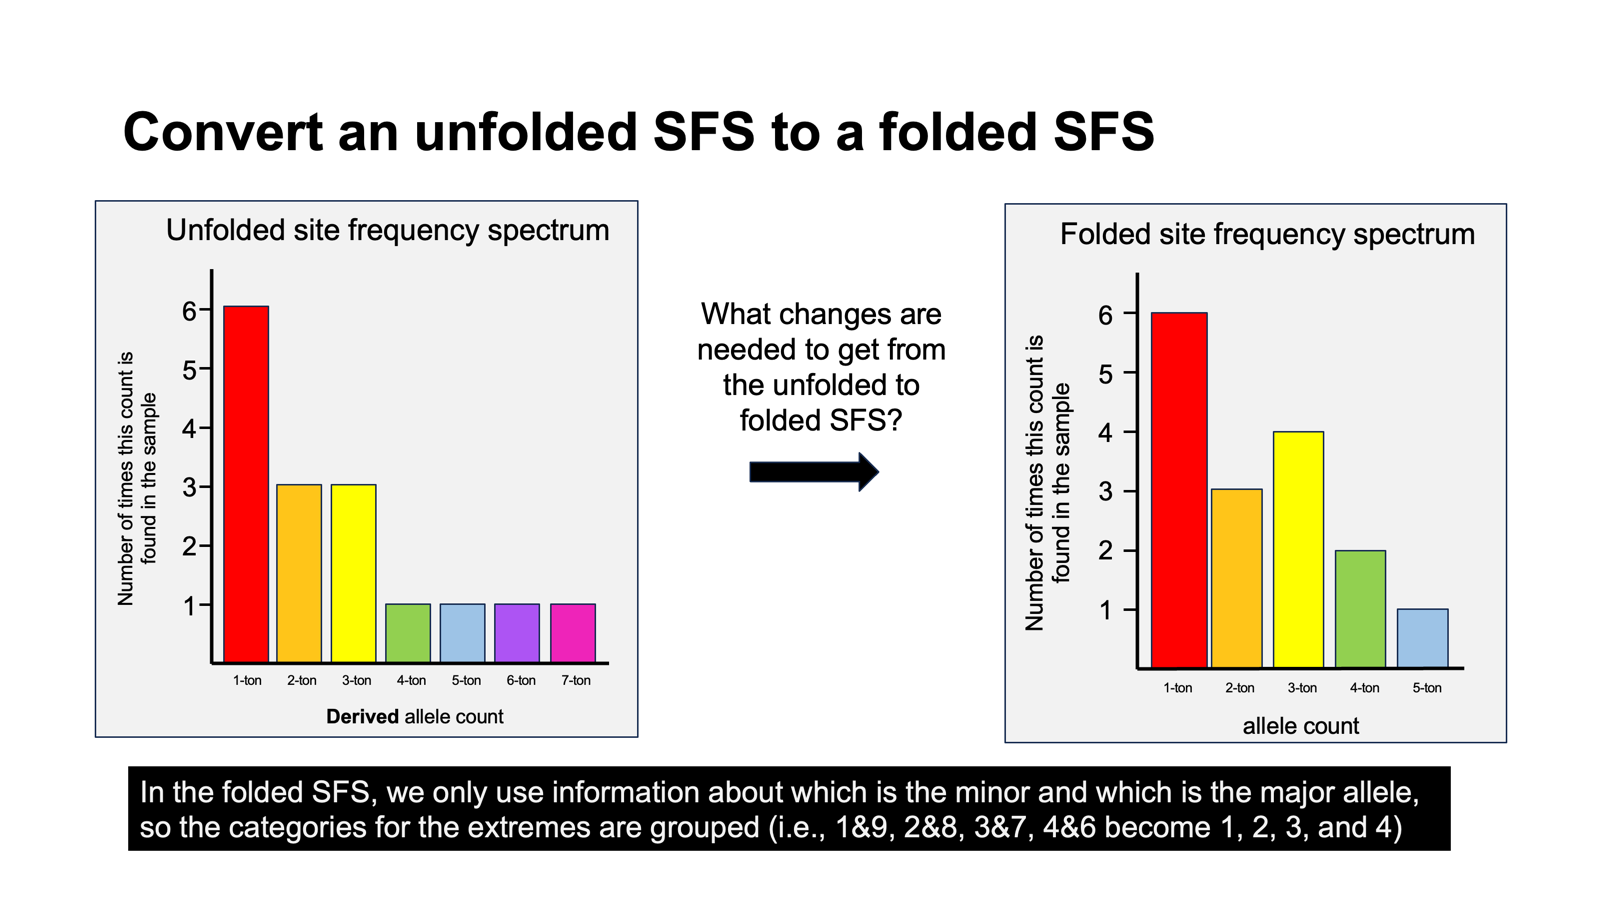 Convert an unfolded SFS to a folded SFS
Unfolded site frequency spectrum
Number of times this count is
found in the sample
6
5
4
3
2
1
1-ton 2-ton 3-ton 4-ton 5-ton 6-ton 7-ton
Derived allele count
What changes are
needed to get from
the unfolded to
folded SFS?
Folded site frequency spectrum
Number of times this count is
found in the sample
6
5
4
3
2
1
1-ton 2-ton 3-ton 4-ton 5-ton
allele count
In the folded SFS, we only use information about which is the minor and which is the major allele,
so the categories for the extremes are grouped (i.e., 1&9, 2&8, 3&7, 4&6 become 1, 2, 3, and 4)